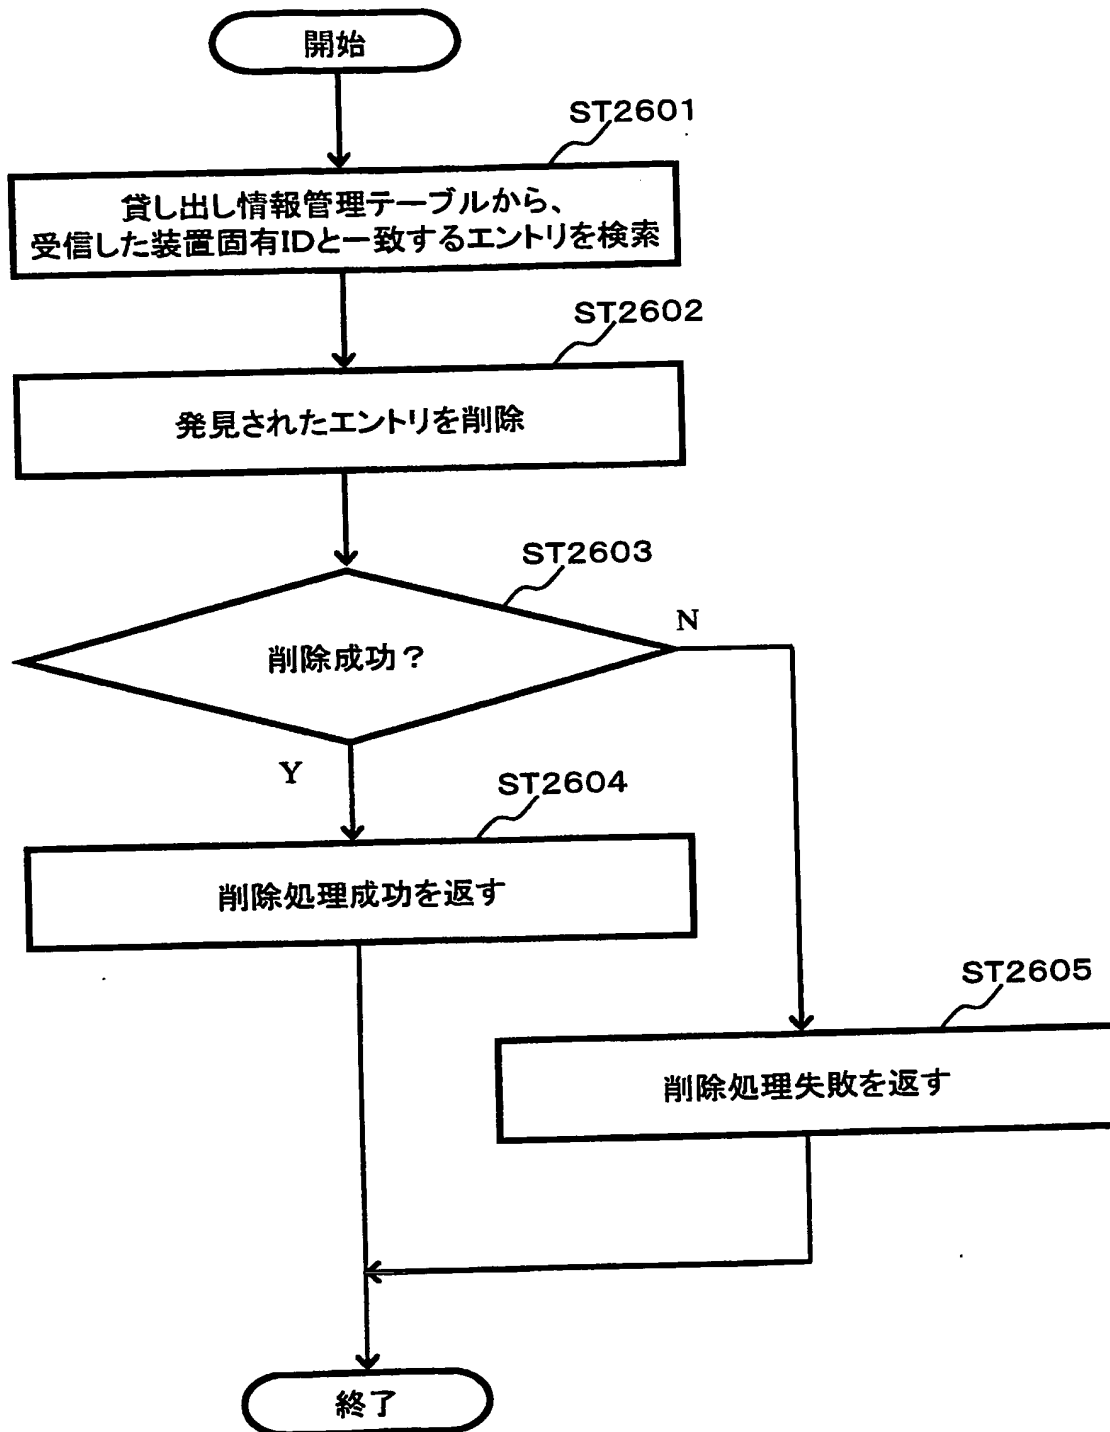 開始
ST2601
貸し出し情報管理テーブルから、
受信した装置固有IDと一致するエントリを検索
ST2602
発見されたエントリを削除
ST2603
削除成功？
N
Y
ST2604
削除処理成功を返す
ST2605
削除処理失敗を返す
終了